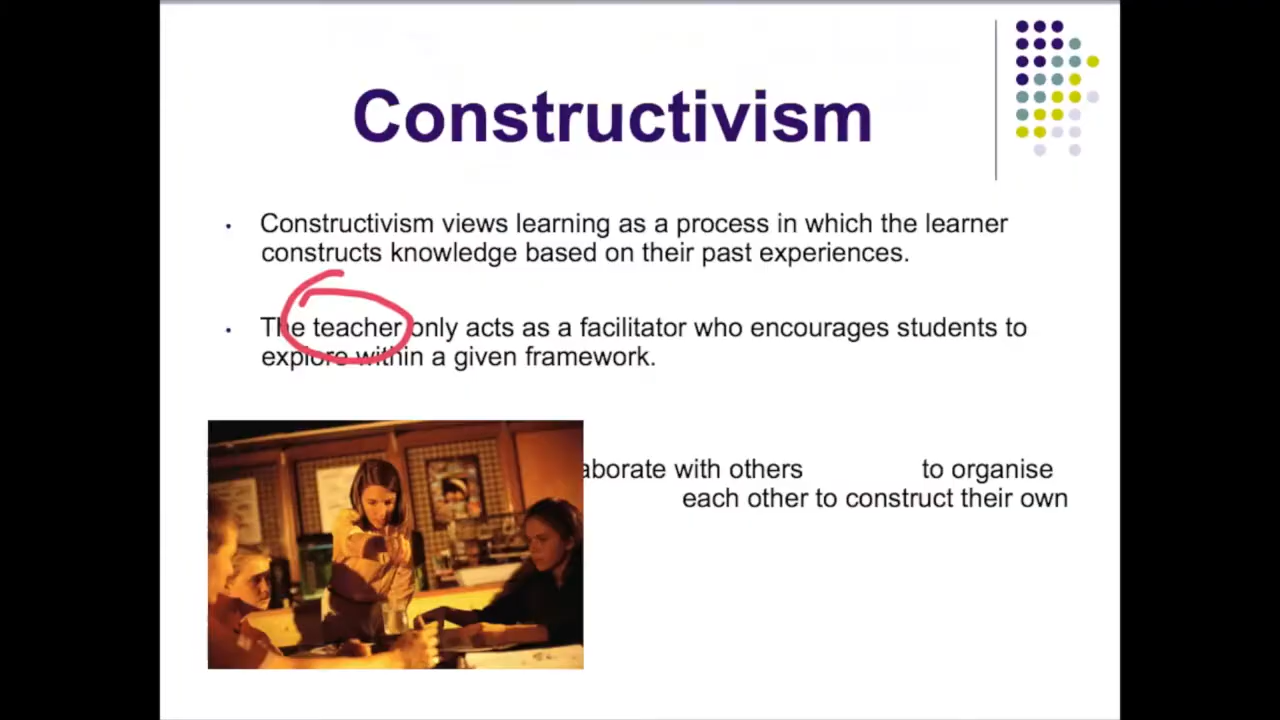 Constructivism
Constructivism views learning as a process in which the learner
constructs knowledge based on their past experiences.
The teacher only acts as a facilitator who encourages students to
explore within a given framework.
aborate with others to organise
each other to construct their own